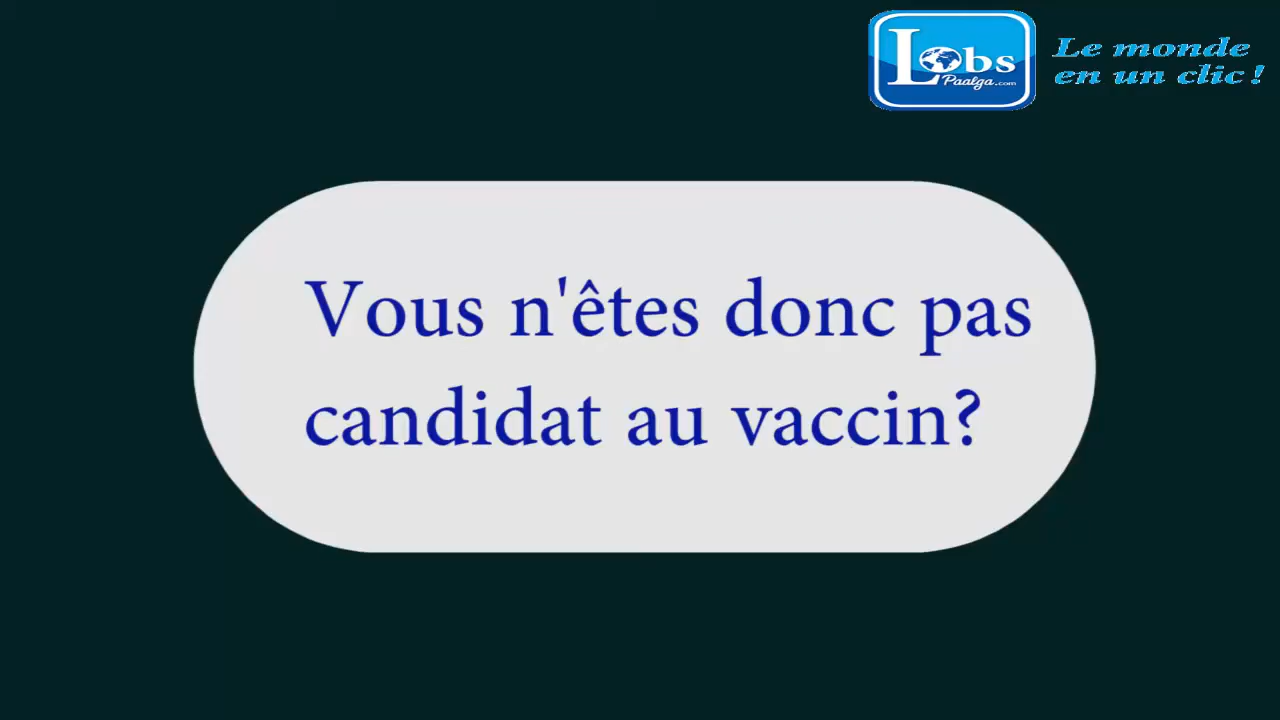 Lobs
Paalga.com
Le monde
en un clic !
Vous n'êtes donc pas
candidat au vaccin?